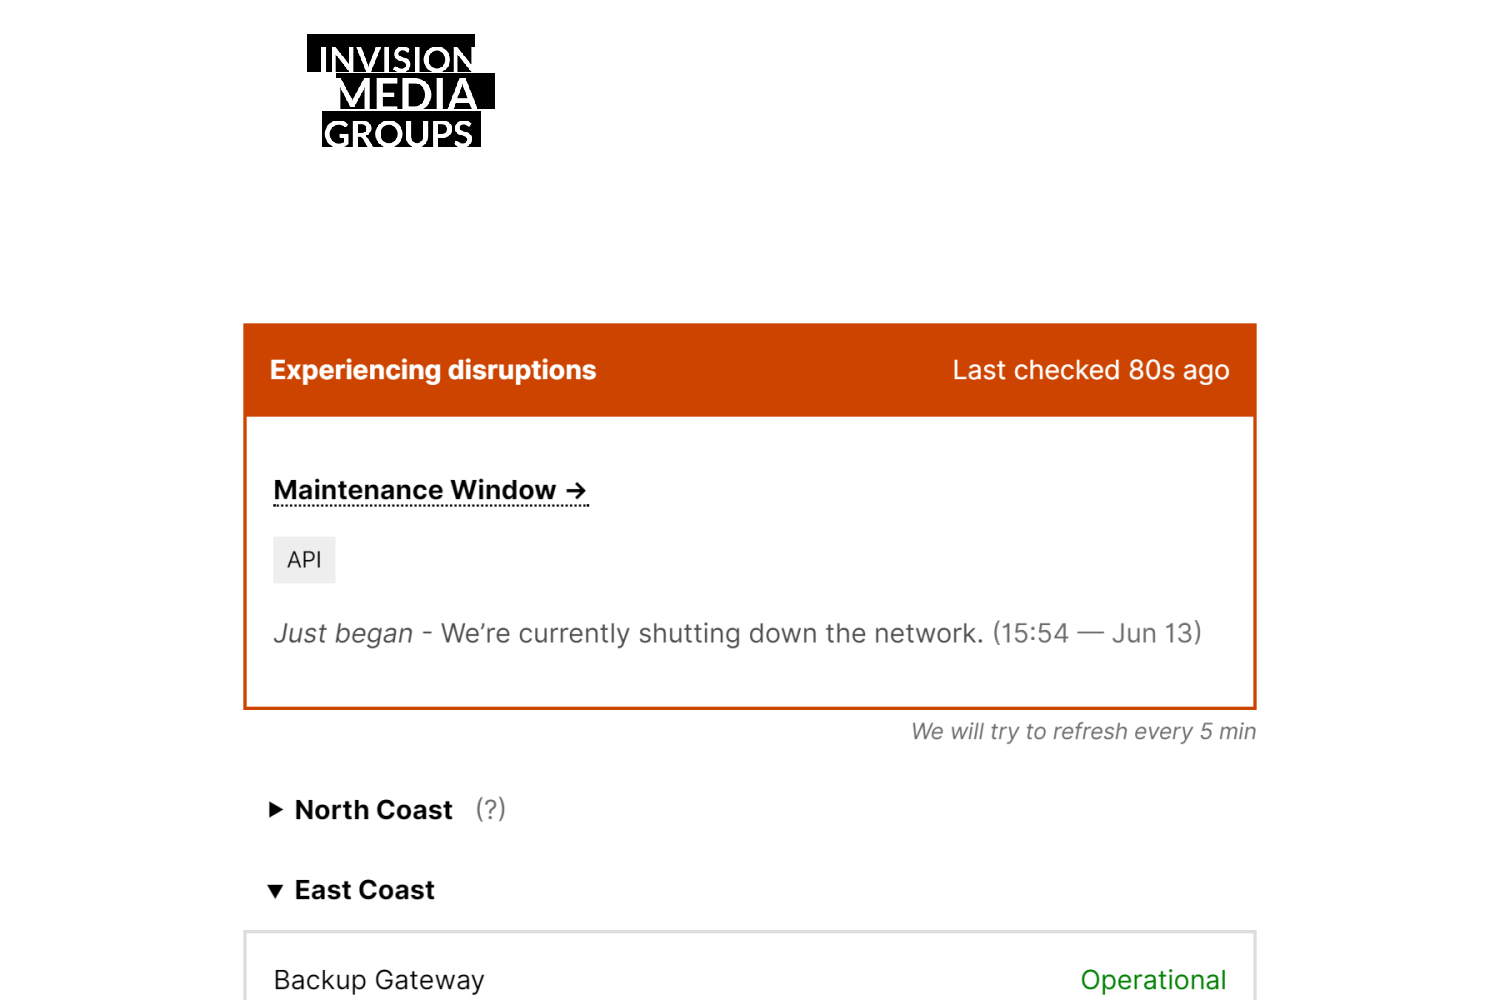 INVISION
MEDIA
GROUPS
Experiencing disruptions
Last checked 80s ago
Maintenance Window →
API
Just began - We’re currently shutting down the network. (15:54 — Jun 13)
We will try to refresh every 5 min
▶ North Coast (?)
▼ East Coast
Backup Gateway
Operational